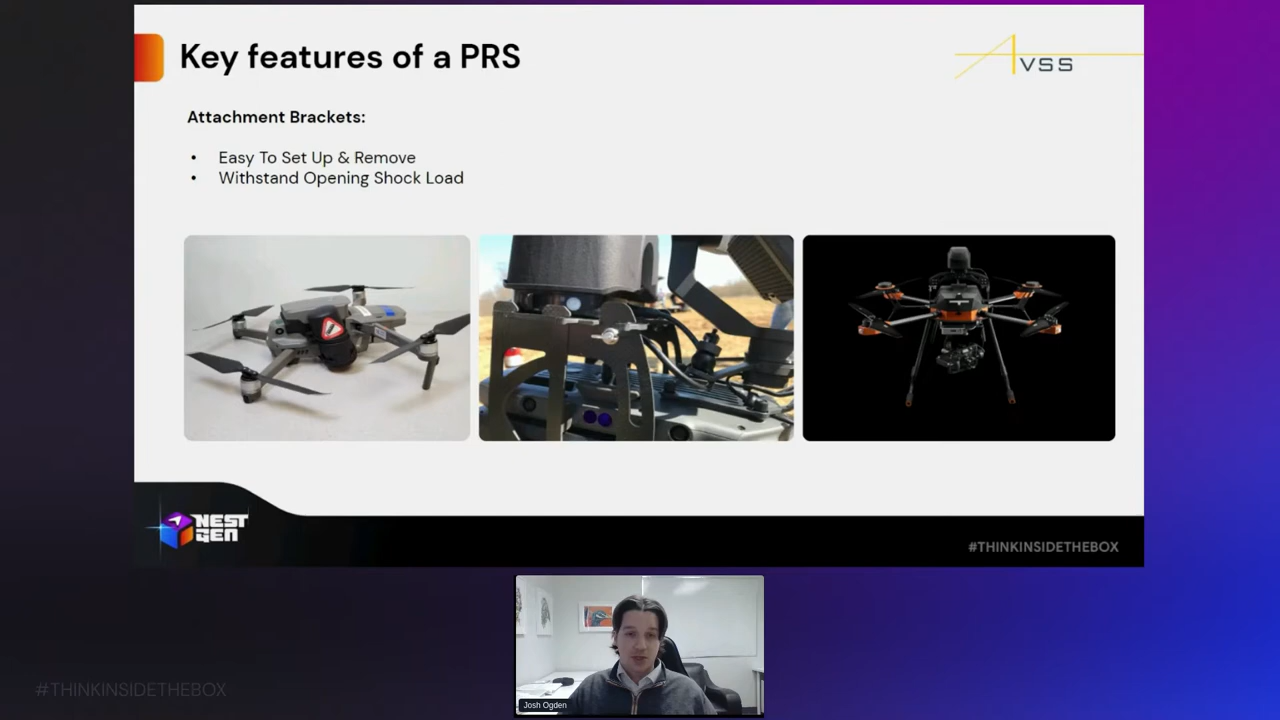 Key features of a PRS
AVSS
Attachment Brackets:
• Easy To Set Up & Remove
• Withstand Opening Shock Load
NEST
GEN
#THINKINSIDETHEBOX
Josh Ogden
#THINKINSIDETHEBOX